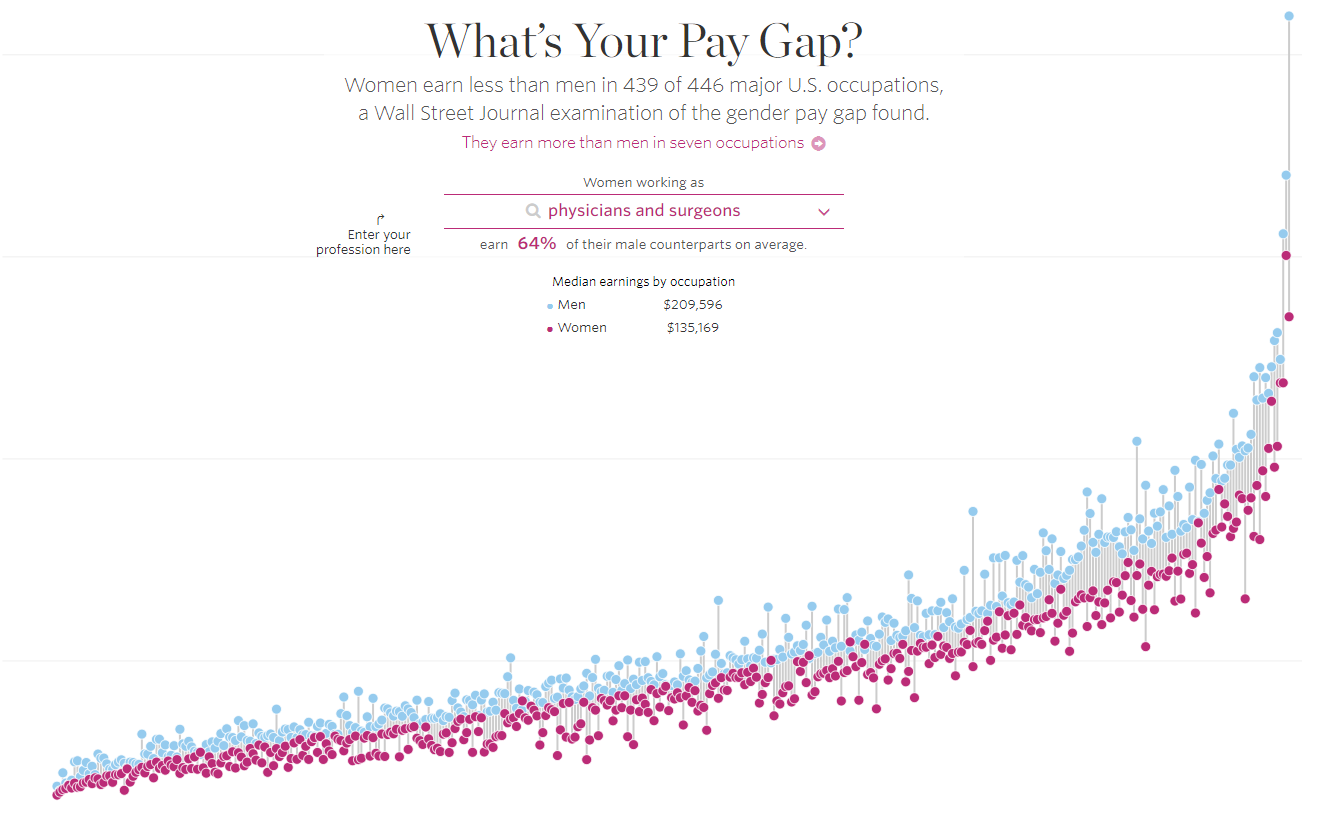 What’s Your Pay Gap?
Women earn less than men in 439 of 446 major U.S. occupations,
a Wall Street Journal examination of the gender pay gap found.
They earn more than men in seven occupations
Women working as
physicians and surgeons
Enter your
profession here
earn 64% of their male counterparts on average.
Median earnings by occupation
Men $209,596
Women $135,169